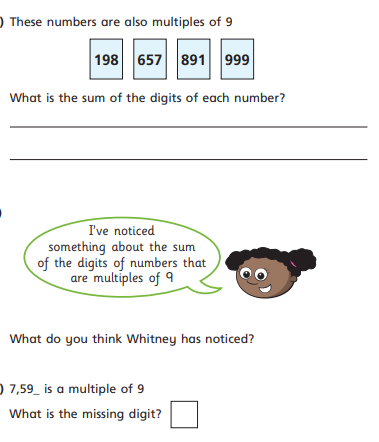 ) These numbers are also multiples of 9
198 657 891 999
What is the sum of the digits of each number?
)
I've noticed
something about the sum
of the digits of numbers that
are multiples of 9
What do you think Whitney has noticed?
) 7,59_ is a multiple of 9
What is the missing digit?